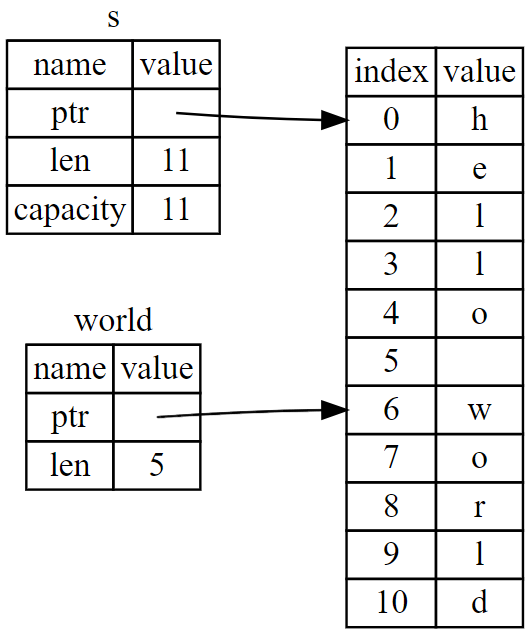 s
name value
ptr
len 11
capacity 11
world
name value
ptr
len 5
index value
0 h
1 e
2 l
3 l
4 o
5
6 w
7 o
8 r
9 l
10 d